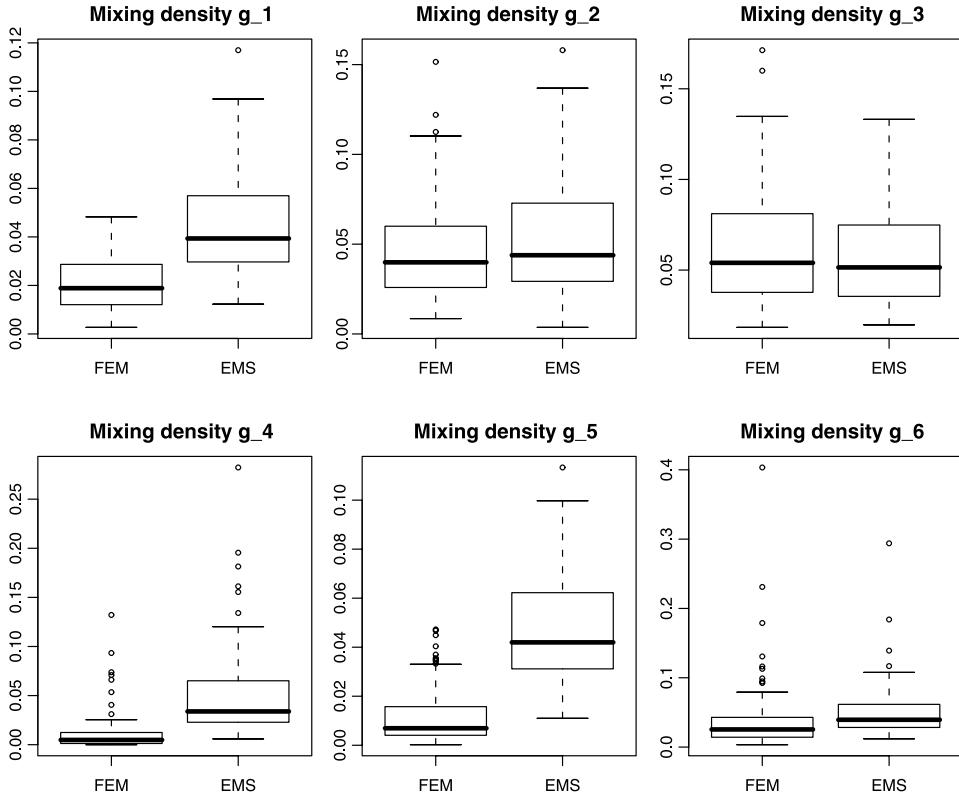 Mixing density g_1
0.12
0.10
0.08
0.06
0.04
0.02
0.00
FEM EMS
Mixing density g_2
0.15
0.10
0.05
0.00
FEM EMS
Mixing density g_3
0.15
0.10
0.05
FEM EMS
Mixing density g_4
0.25
0.20
0.15
0.10
0.05
0.00
FEM EMS
Mixing density g_5
0.10
0.08
0.06
0.04
0.02
0.00
FEM EMS
Mixing density g_6
0.4
0.3
0.2
0.1
0.0
FEM EMS